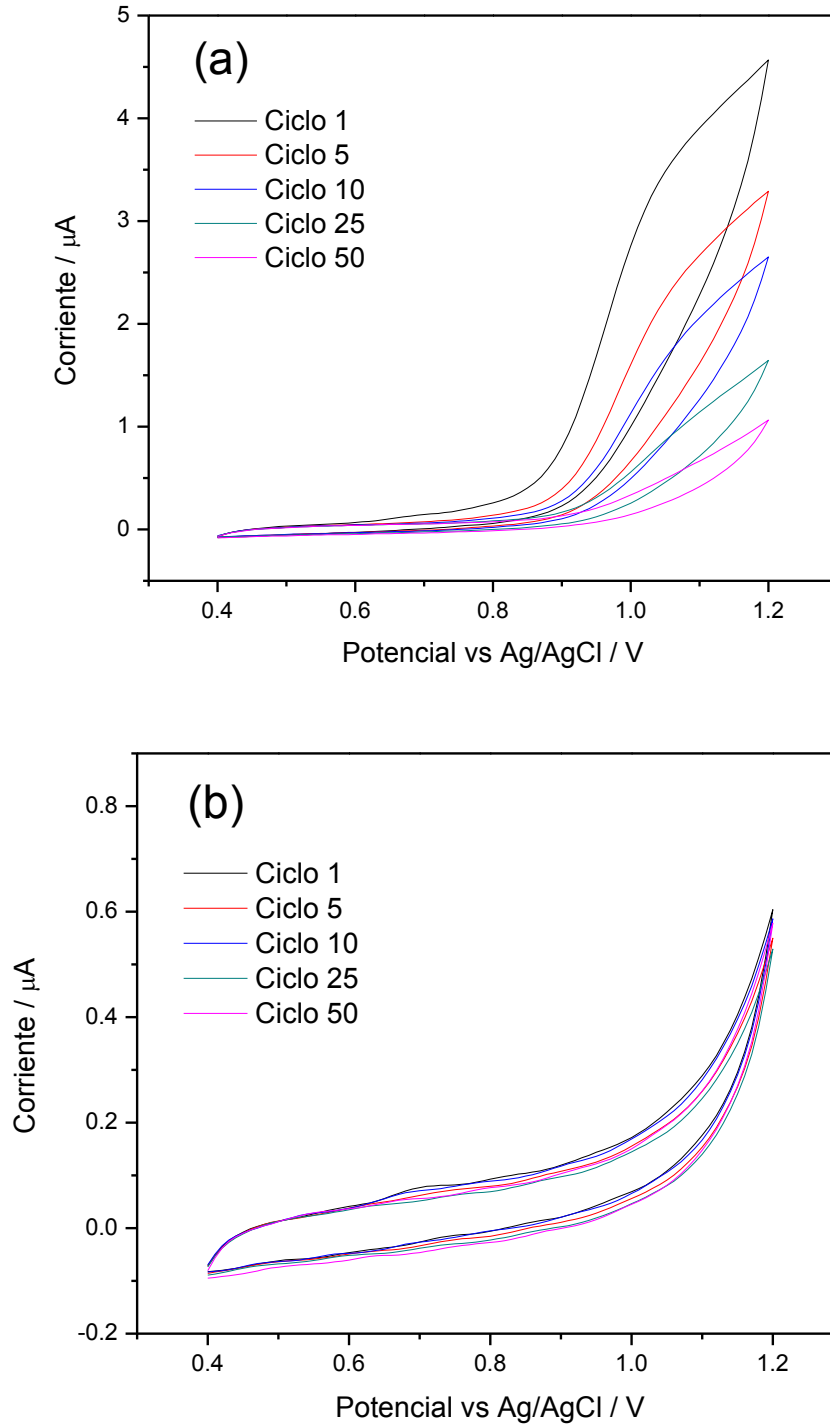 (a)
Ciclo 1
Ciclo 5
Ciclo 10
Ciclo 25
Ciclo 50
5
4
3
2
1
0
Corriente / μA
0.4 0.6 0.8 1.0 1.2
Potencial vs Ag/AgCl / V
(b)
Ciclo 1
Ciclo 5
Ciclo 10
Ciclo 25
Ciclo 50
0.8
0.6
0.4
0.2
0.0
-0.2
Corriente / μA
0.4 0.6 0.8 1.0 1.2
Potencial vs Ag/AgCl / V